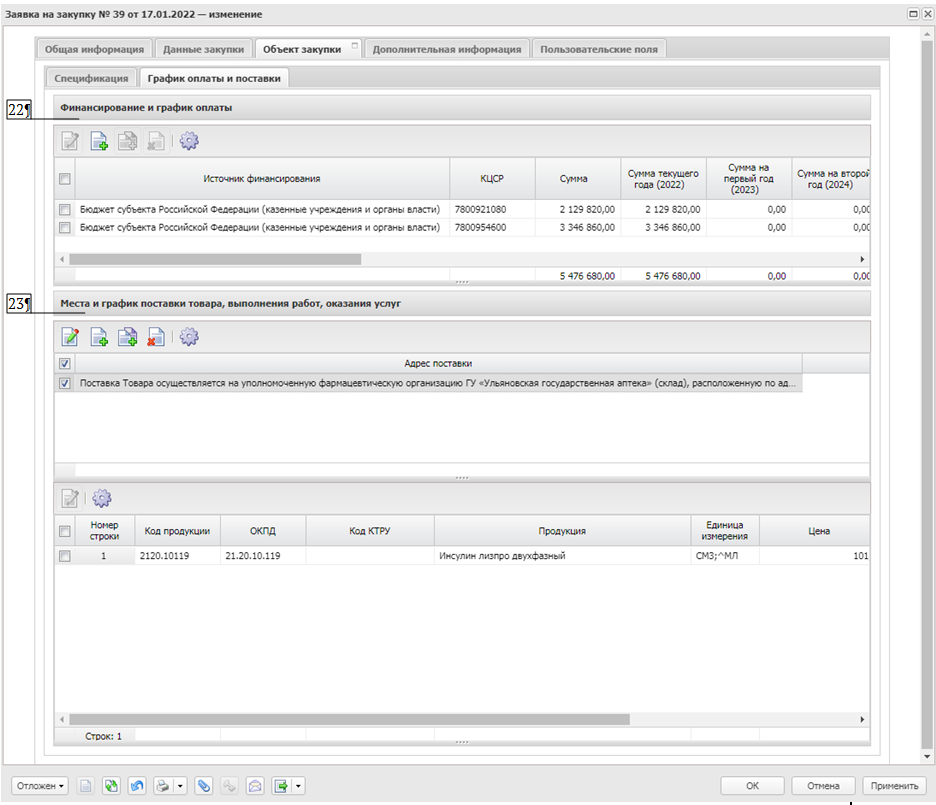 Заявка на закупку № 39 от 17.01.2022 — изменение
Общая информация Данные закупки Объект закупки Дополнительная информация Пользовательские поля
Спецификация График оплаты и поставки
22¶ Финансирование и график оплаты
Источник финансирования КЦСР Сумма Сумма текущего года (2022) Сумма на первый год (2023) Сумма на второй год (2024)
Бюджет субъекта Российской Федерации (казенные учреждения и органы власти) 7800921080 2 129 820,00 2 129 820,00 0,00 0,00
Бюджет субъекта Российской Федерации (казенные учреждения и органы власти) 7800954600 3 346 860,00 3 346 860,00 0,00 0,00
5 476 680,00 5 476 680,00 0,00 0,00
23¶ Места и график поставки товара, выполнения работ, оказания услуг
Адрес поставки
Поставка Товара осуществляется на уполномоченную фармацевтическую организацию ГУ «Ульяновская государственная аптека» (склад), расположенную по ад...
Номер строки Код продукции ОКПД Код КТРУ Продукция Единица измерения Цена
1 2120.10119 21.20.10.119 Инсулин лизпро двухфазный СМ3;^МЛ 101
Строк: 1
Отложен ОК Отмена Применить